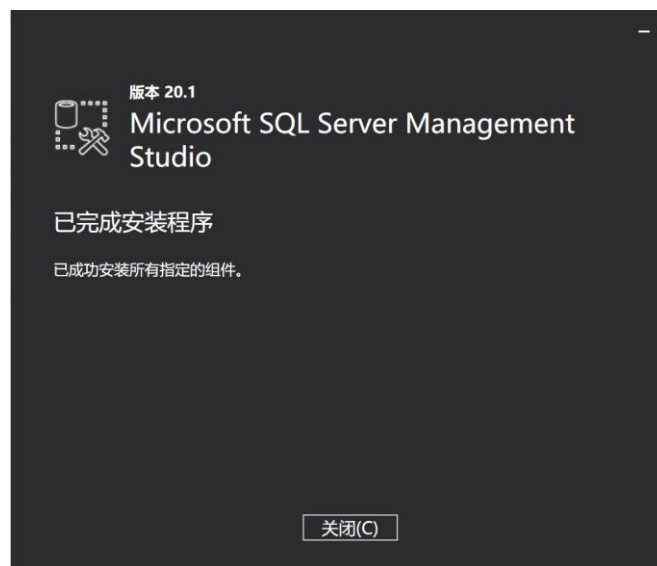 版本 20.1
Microsoft SQL Server Management
Studio
已完成安装程序
已成功安装所有指定的组件。
关闭(C)